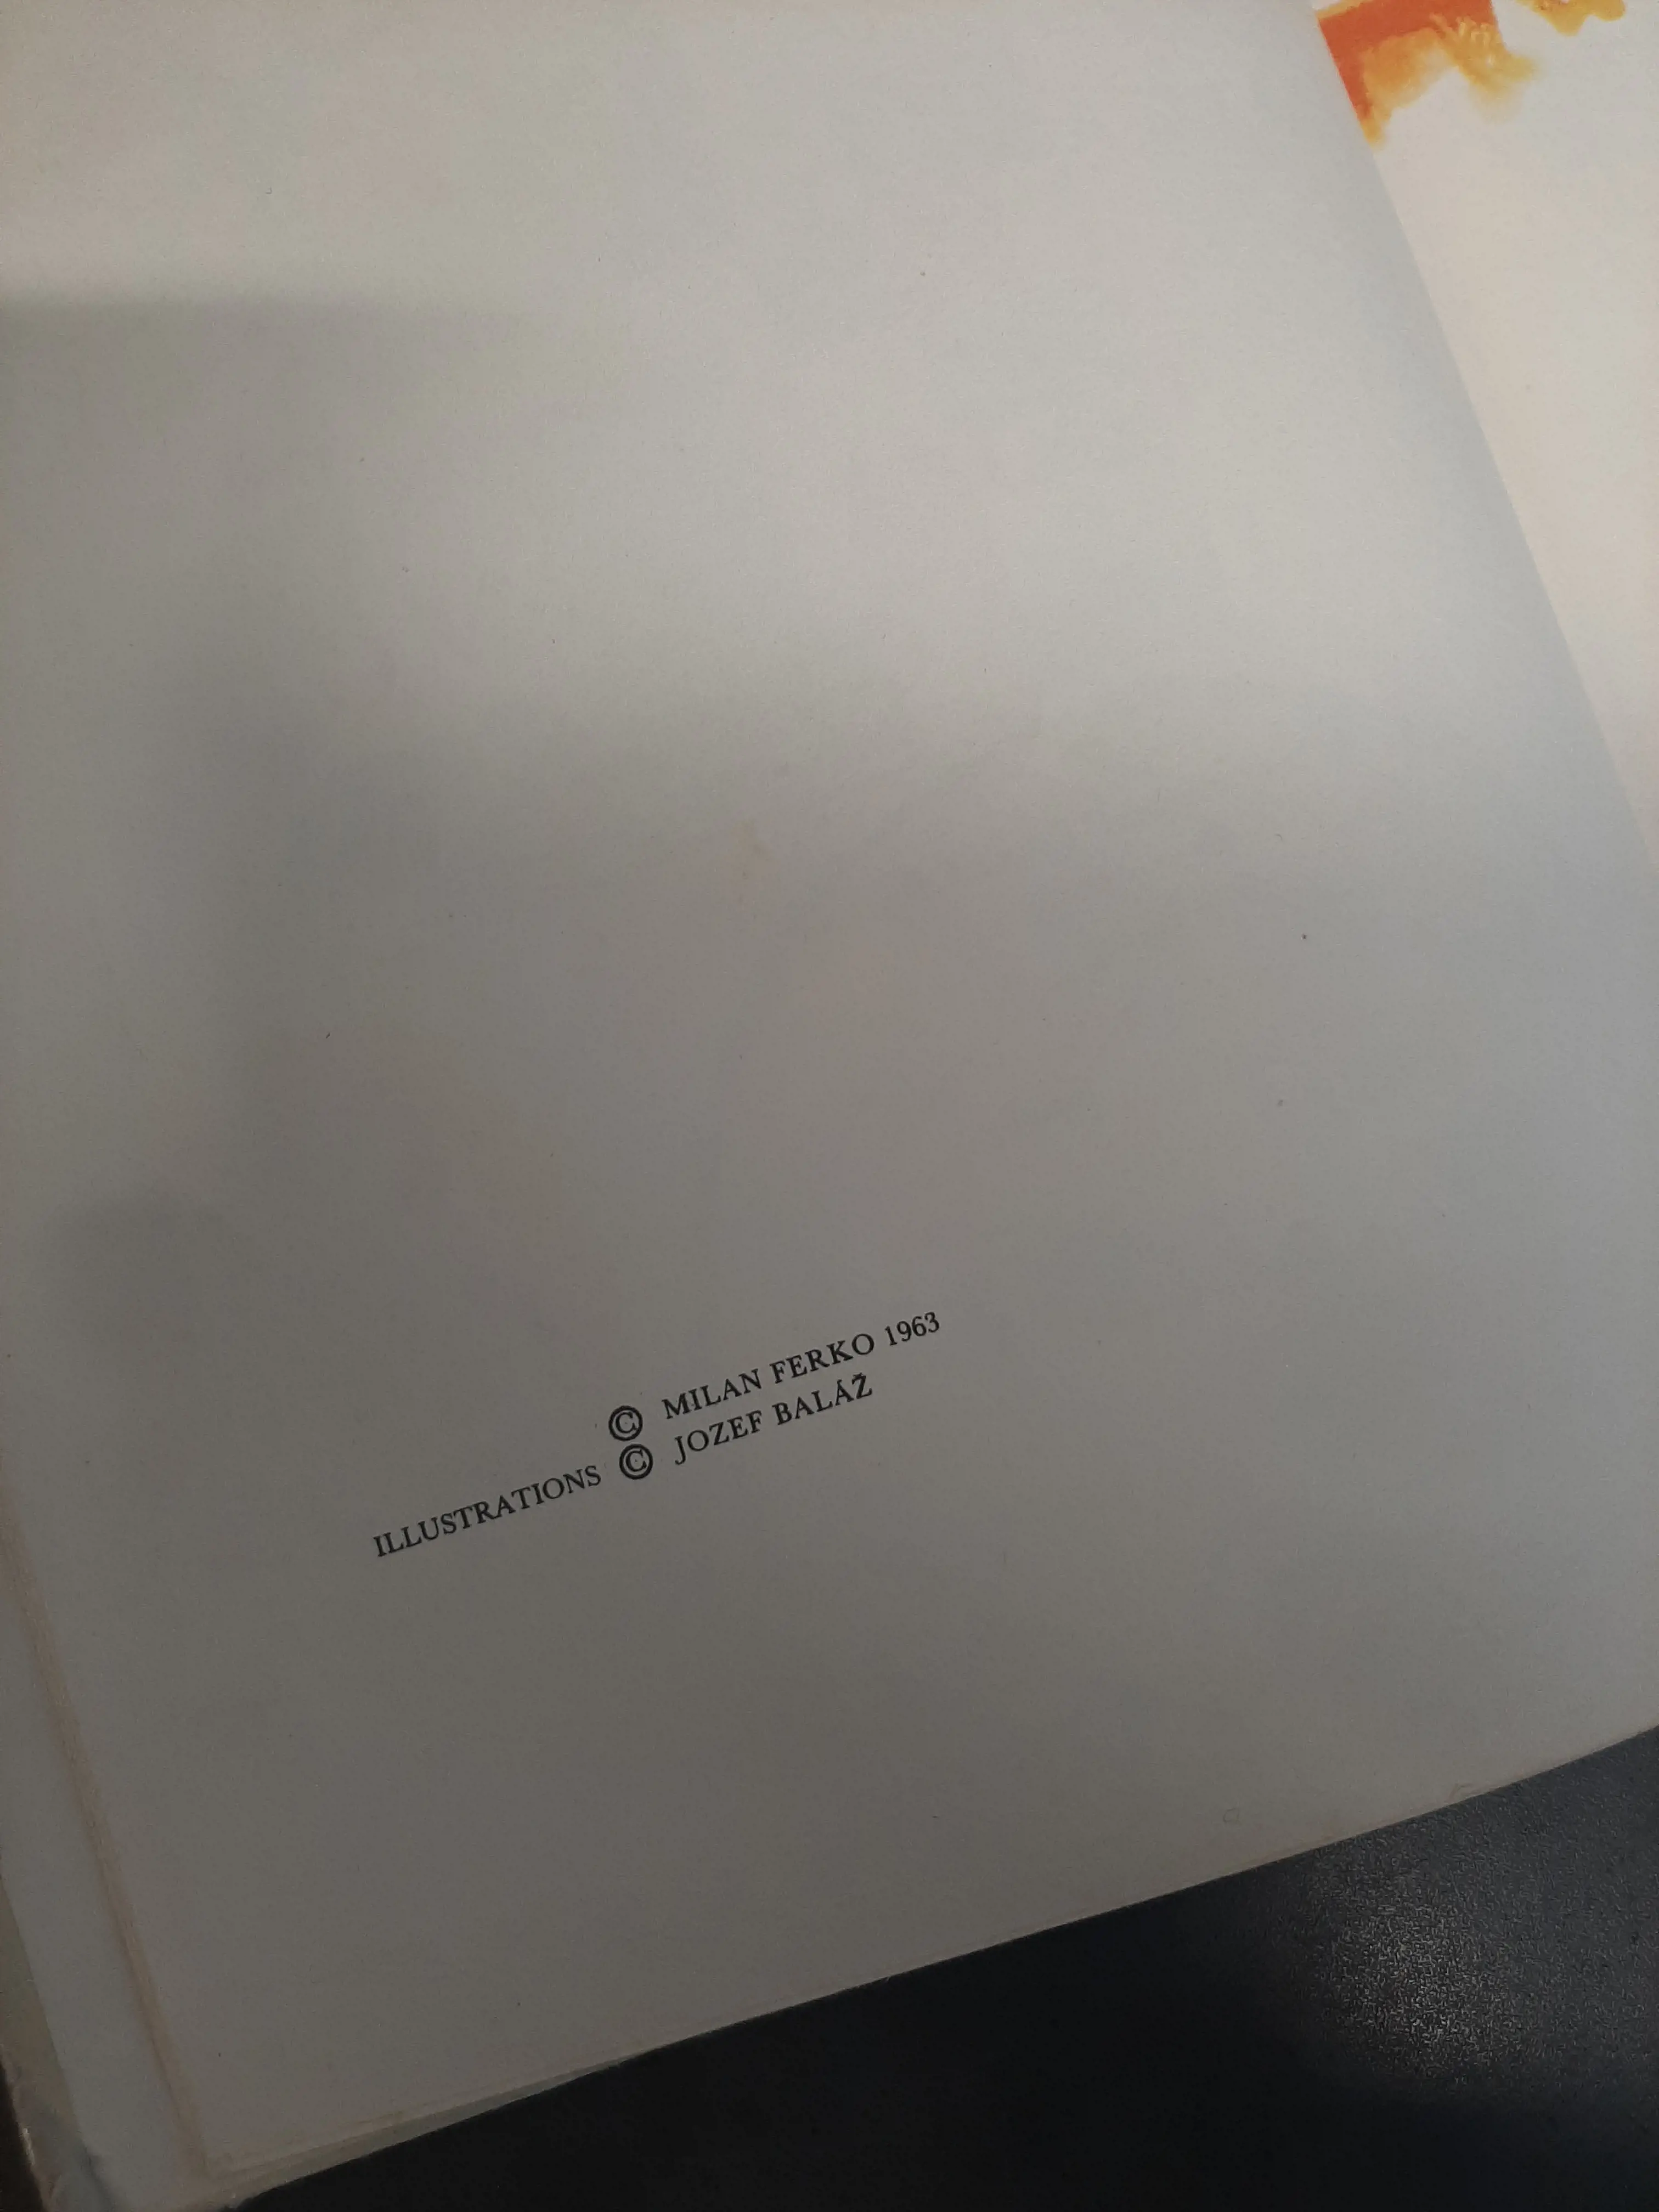 © MILAN FERKO 1963
ILLUSTRATIONS © JOZEF BALÁŽ